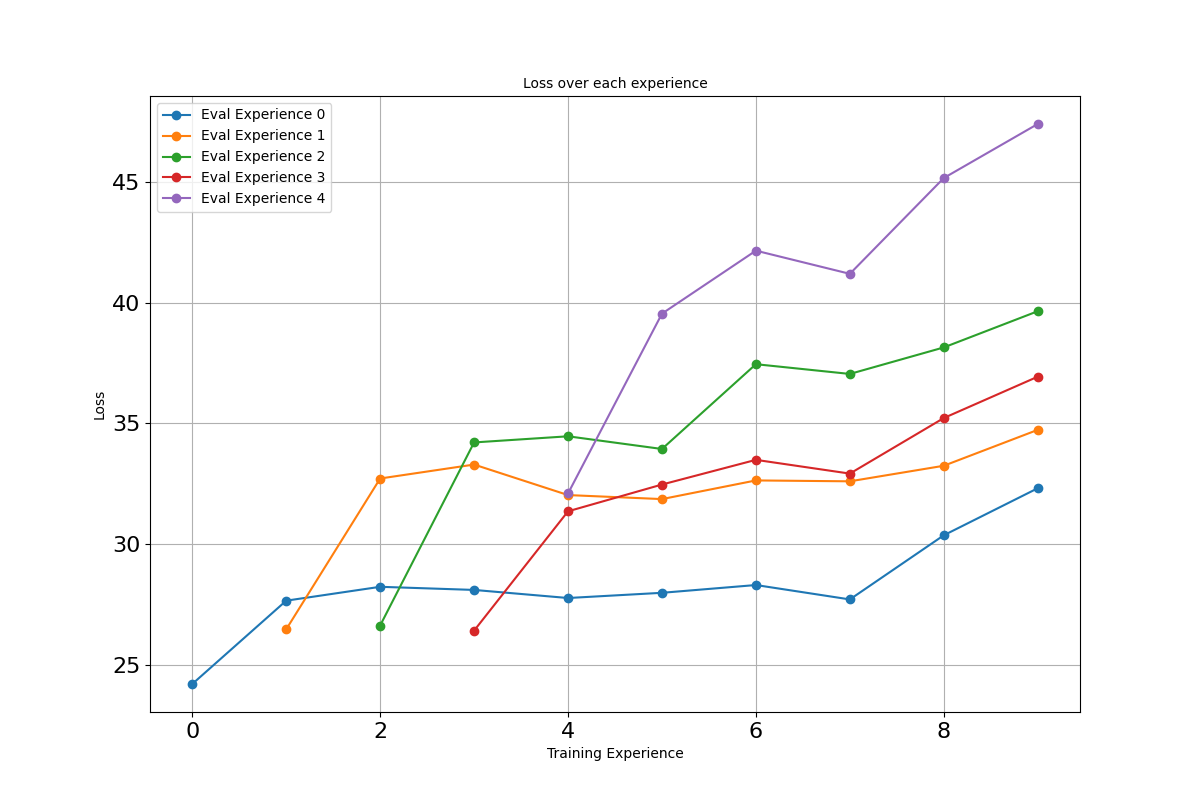 Loss over each experience
Eval Experience 0
Eval Experience 1
Eval Experience 2
Eval Experience 3
Eval Experience 4
45
40
35
30
25
Loss
0 2 4 6 8
Training Experience